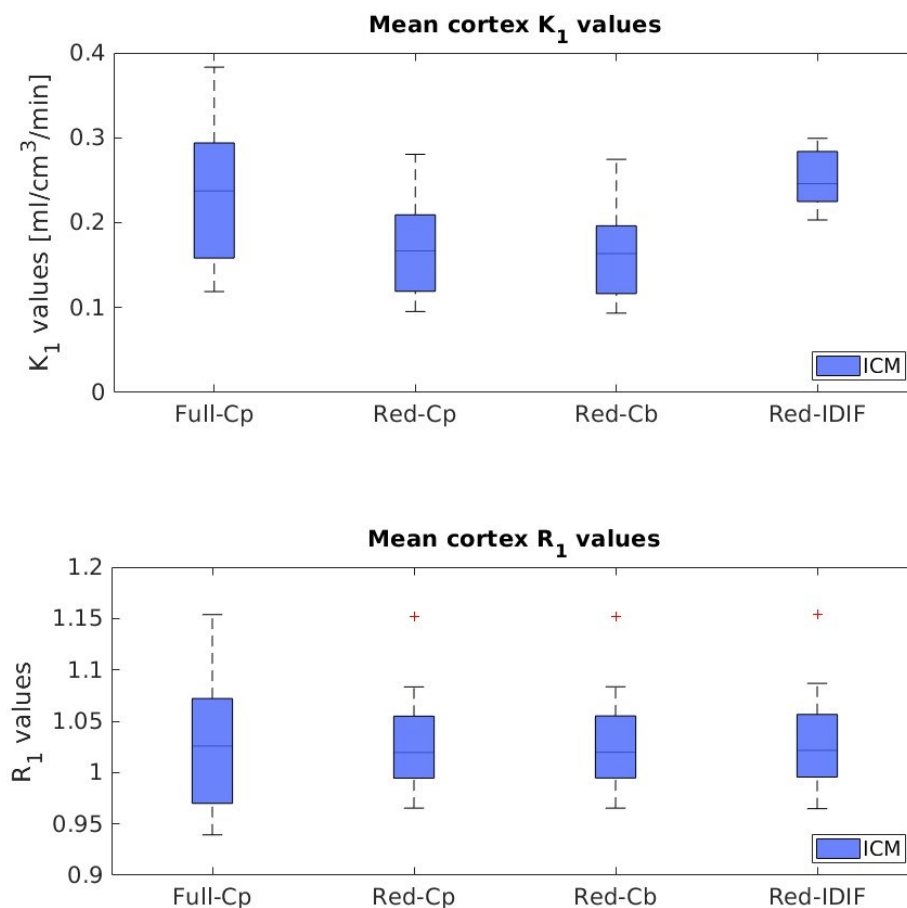 Mean cortex K₁ values
0.4
0.3
0.2
0.1
0
K₁ values [ml/cm³/min]
ICM
Full-Cp Red-Cp Red-Cb Red-IDIF
Mean cortex R₁ values
1.2
1.15
1.1
1.05
1
0.95
0.9
R₁ values
ICM
Full-Cp Red-Cp Red-Cb Red-IDIF